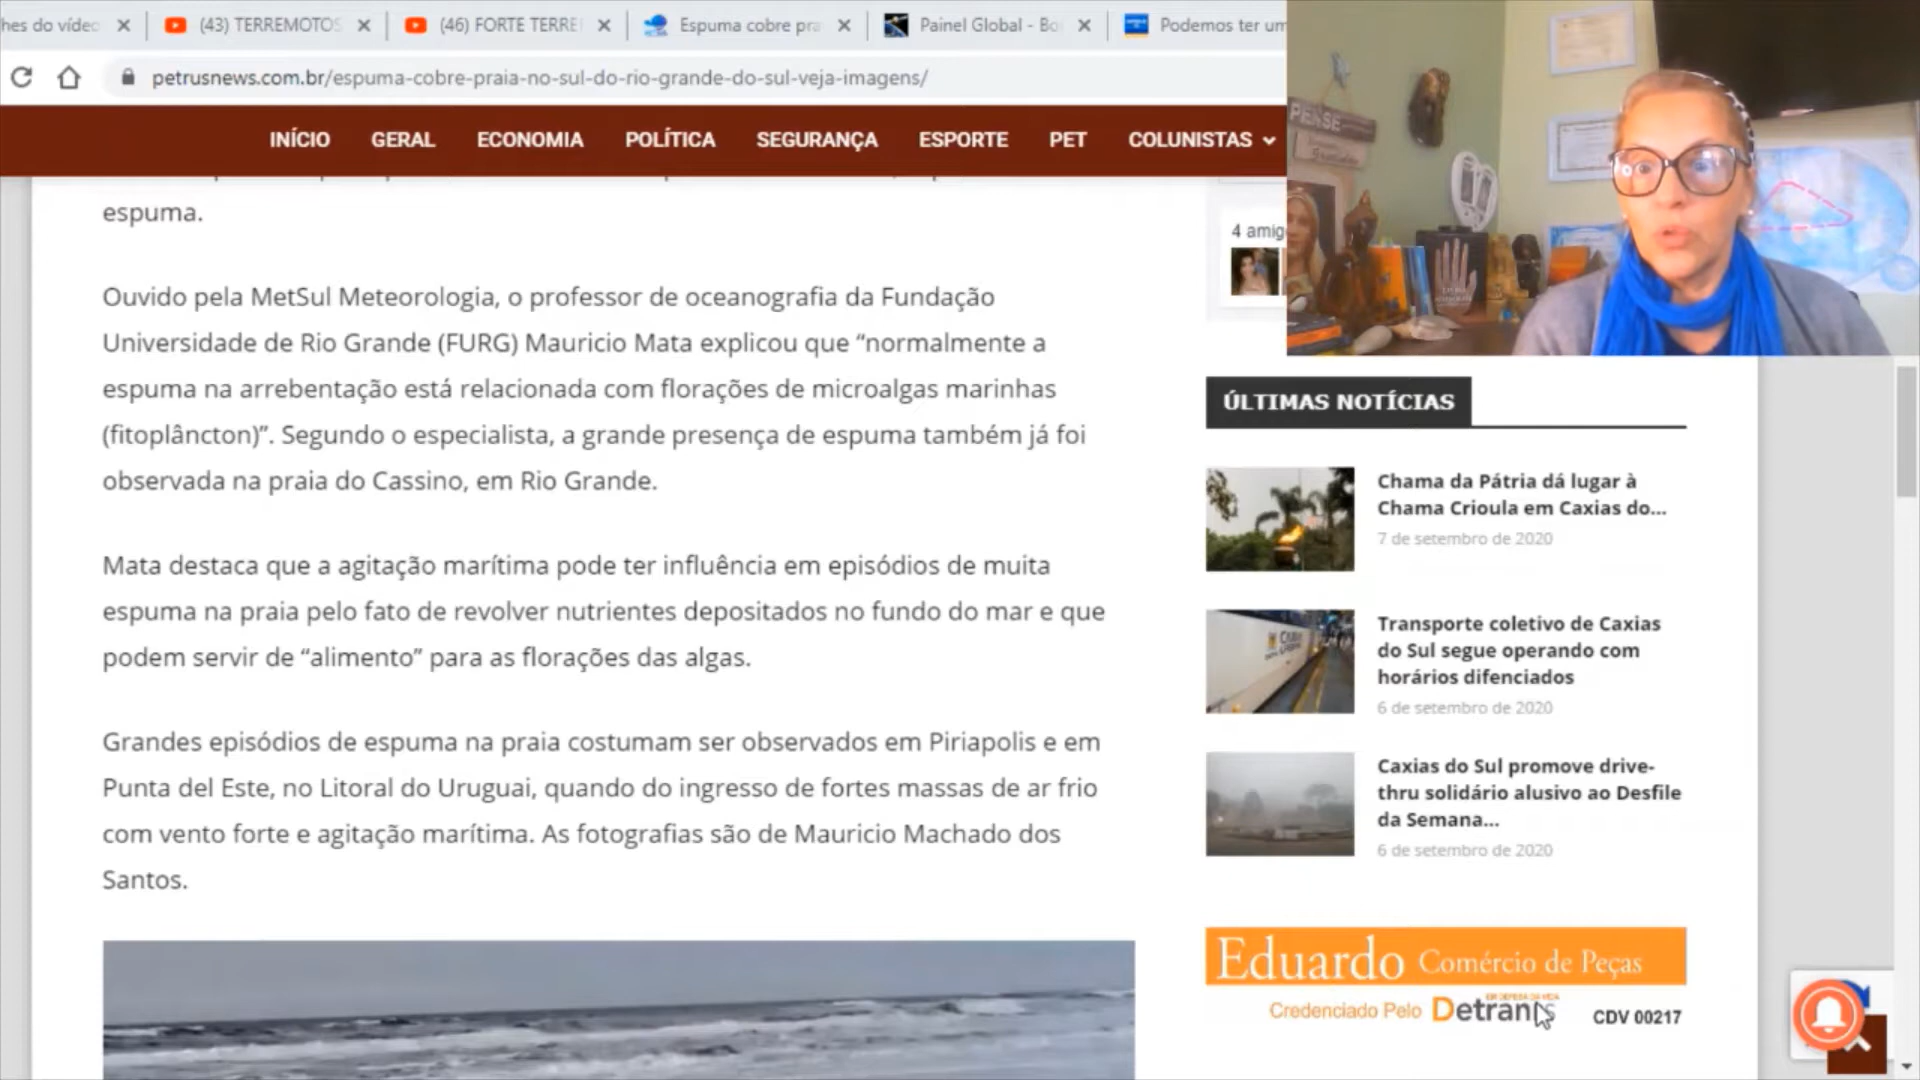 hes do vídeo
(43) TERREMOTOS
(46) FORTE TERRE
Espuma cobre pra
Painel Global - Bo
Podemos ter um
petrusnews.com.br/espuma-cobre-praia-no-sul-do-rio-grande-do-sul-veja-imagens/
INÍCIO GERAL ECONOMIA POLÍTICA SEGURANÇA ESPORTE PET COLUNISTAS
espuma.
Ouvido pela MetSul Meteorologia, o professor de oceanografia da Fundação
Universidade de Rio Grande (FURG) Mauricio Mata explicou que “normalmente a
espuma na arrebentação está relacionada com florações de microalgas marinhas
(fitoplâncton)”. Segundo o especialista, a grande presença de espuma também já foi
observada na praia do Cassino, em Rio Grande.
Mata destaca que a agitação marítima pode ter influência em episódios de muita
espuma na praia pelo fato de revolver nutrientes depositados no fundo do mar e que
podem servir de “alimento” para as florações das algas.
Grandes episódios de espuma na praia costumam ser observados em Piriapolis e em
Punta del Este, no Litoral do Uruguai, quando do ingresso de fortes massas de ar frio
com vento forte e agitação marítima. As fotografias são de Mauricio Machado dos
Santos.
4 amig
PENSE
ÚLTIMAS NOTÍCIAS
Chama da Pátria dá lugar à
Chama Crioula em Caxias do...
7 de setembro de 2020
Transporte coletivo de Caxias
do Sul segue operando com
horários difenciados
6 de setembro de 2020
Caxias do Sul promove drive-
thru solidário alusivo ao Desfile
da Semana...
6 de setembro de 2020
Eduardo Comércio de Peças
Credenciado Pelo DetranRS
CDV 00217